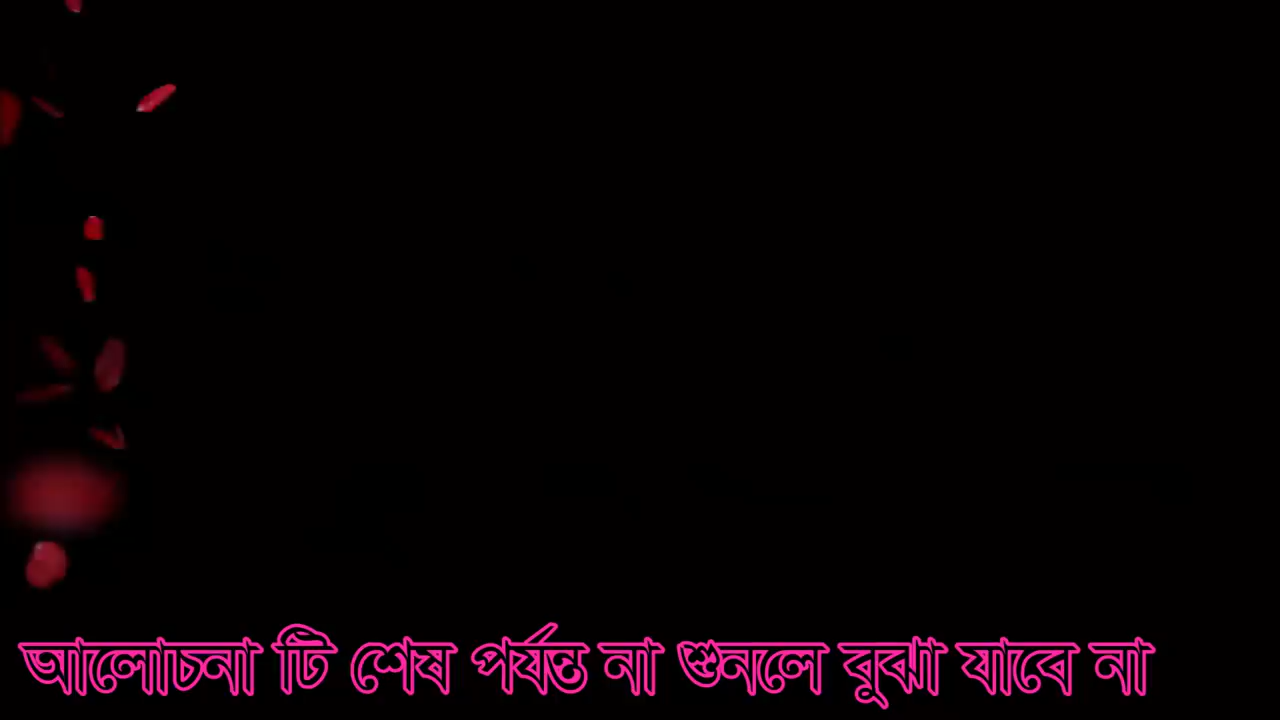 আলোচনা টি শেষ পর্যন্ত না শুনলে বুঝা যাবে না